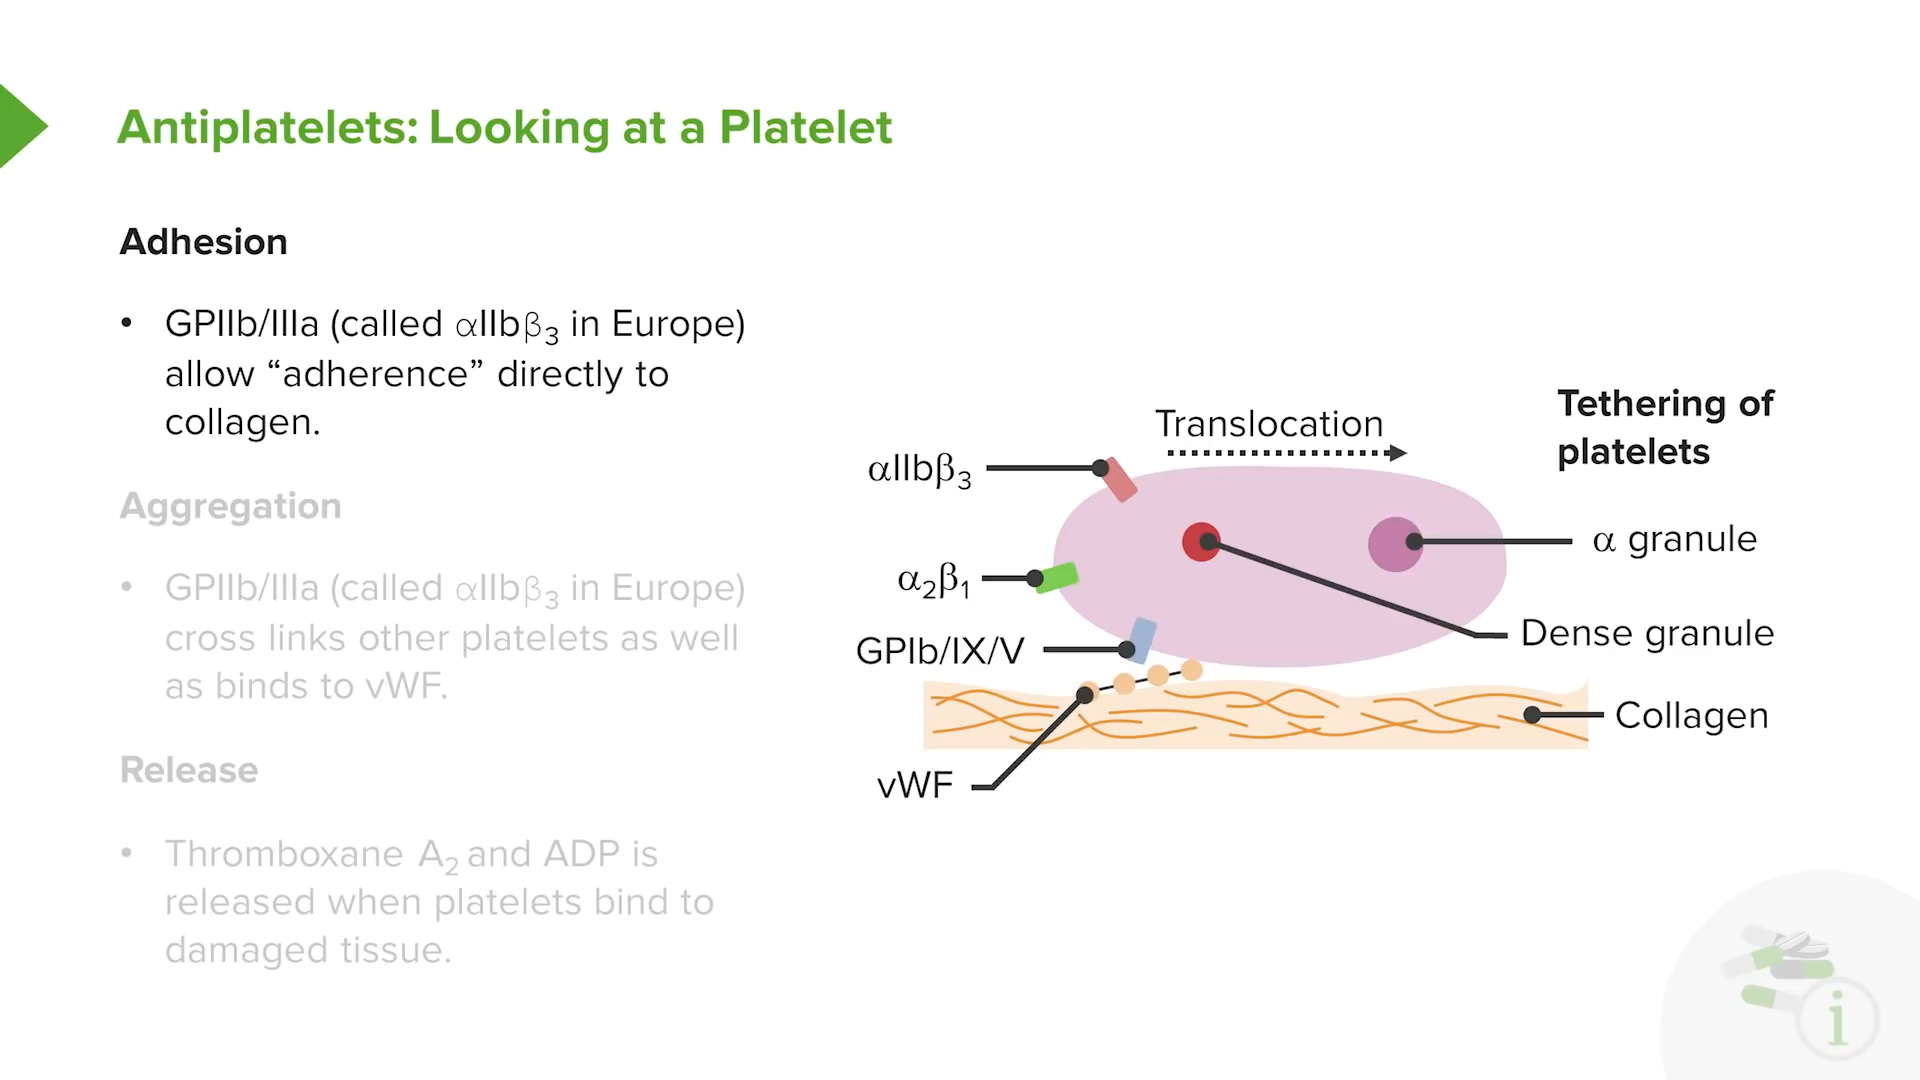 Antiplatelets: Looking at a Platelet
Adhesion
• GPIIb/IIIa (called αIIbβ₃ in Europe)
allow “adherence” directly to
collagen.
Aggregation
• GPIIb/IIIa (called αIIbβ₃ in Europe)
cross links other platelets as well
as binds to vWF.
Release
• Thromboxane A₂ and ADP is
released when platelets bind to
damaged tissue.
Translocation
Tethering of
platelets
αIIbβ₃
α granule
α₂β₁
Dense granule
GPIb/IX/V
Collagen
vWF
i